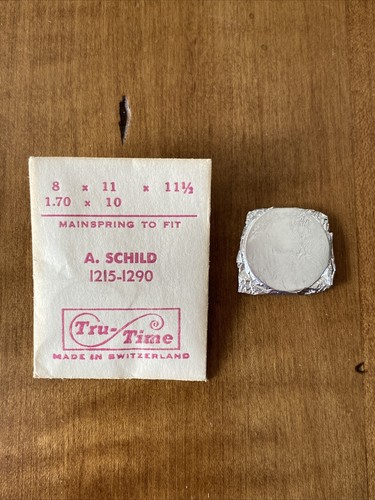 8 x 11 x 11½
1.70 x 10
MAINSPRING TO FIT
A. SCHILD
1215-1290
Tru-Time
MADE IN SWITZERLAND